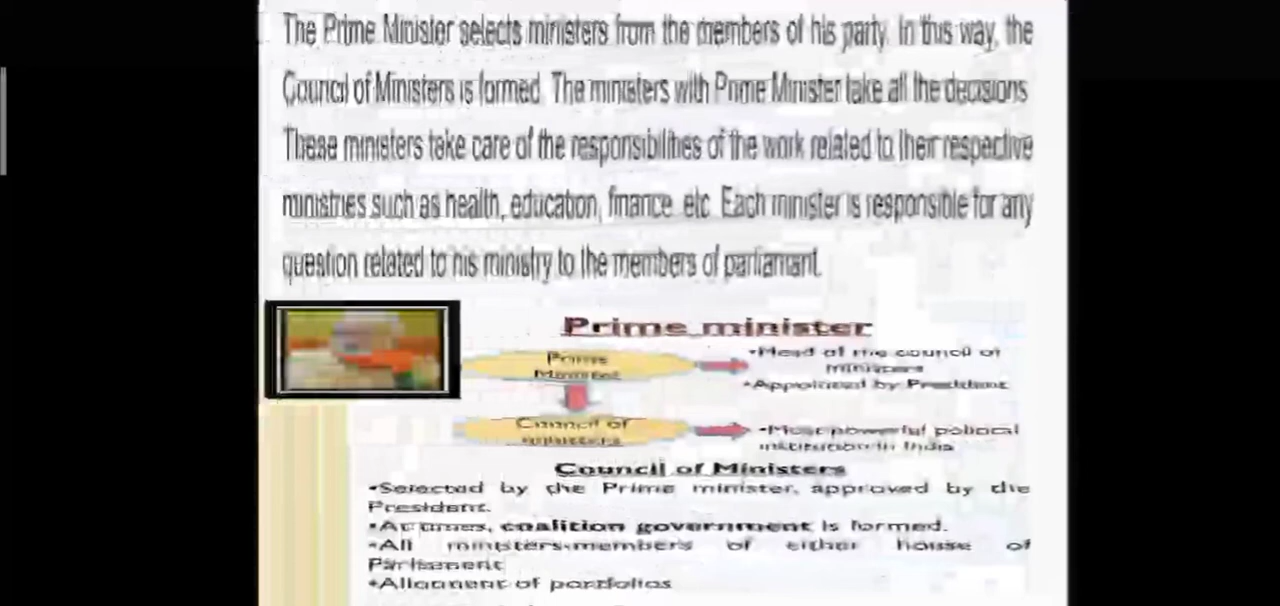 The Prime Minister selects ministers from the members of his party. In this way, the
Council of Ministers is formed. The ministers with Prime Minister take all the decisions
These ministers take care of the responsibilities of the work related to their respective
ministries such as health, education, finance, etc. Each minister is responsible for any
question related to his ministry to the members of parliament.
Prime minister
Prime
Minister
•Head of the council of
ministers
•Appointed by President
Council of
ministers
•Most powerful political
institution in India
Council of Ministers
•Selected by the Prime minister, approved by the
President.
•At times, coalition government is formed.
•All ministers-members of either house of
Parliament
•Allotment of portfolios